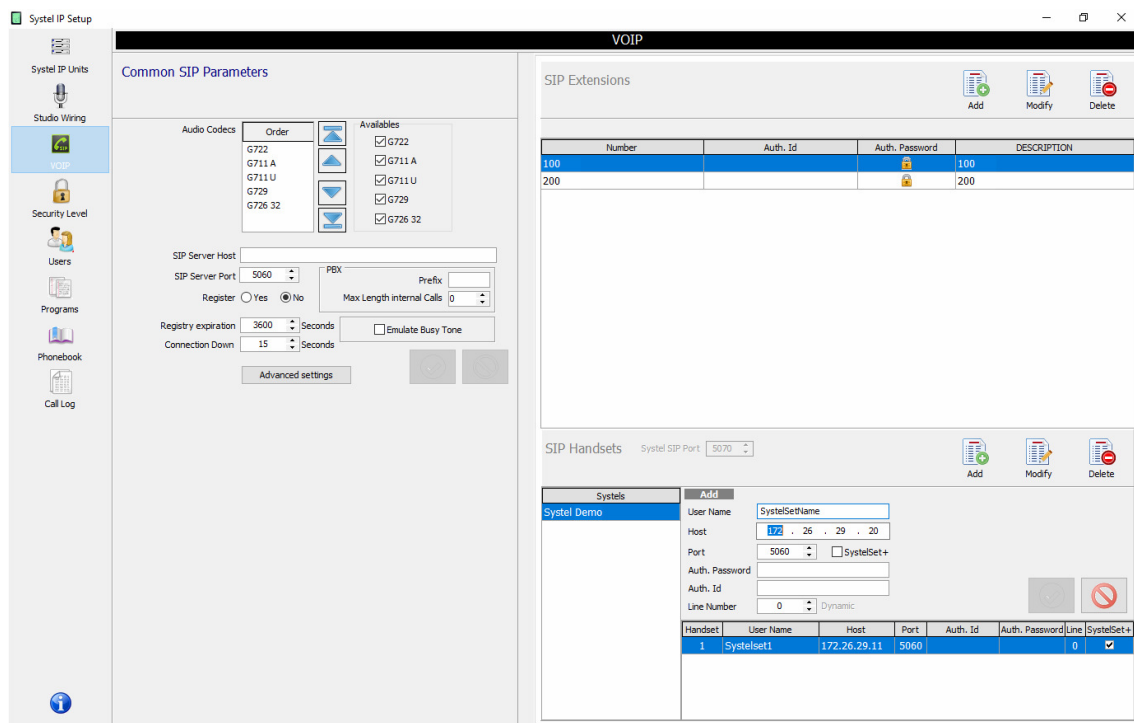 Systel IP Setup
VOIP
Systel IP Units
Studio Wiring
SIP
VOIP
Security Level
Users
Programs
Phonebook
Call Log
Common SIP Parameters
Audio Codecs
Order
G722
G711 A
G711 U
G729
G726 32
Availables
G722
G711 A
G711 U
G729
G726 32
SIP Server Host
SIP Server Port 5060
PBX
Prefix
Register Yes No
Max Length internal Calls 0
Registry expiration 3600 Seconds
Emulate Busy Tone
Connection Down 15 Seconds
Advanced settings
SIP Extensions
Add Modify Delete
Number Auth. Id Auth. Password DESCRIPTION
100 100
200 200
SIP Handsets Systel SIP Port 5070
Add Modify Delete
Systels
Systel Demo
Add
User Name SystelSetName
Host 172 . 26 . 29 . 20
Port 5060 SystelSet+
Auth. Password
Auth. Id
Line Number 0 Dynamic
Handset User Name Host Port Auth. Id Auth. Password Line SystelSet+
1 Systelset1 172.26.29.11 5060 0